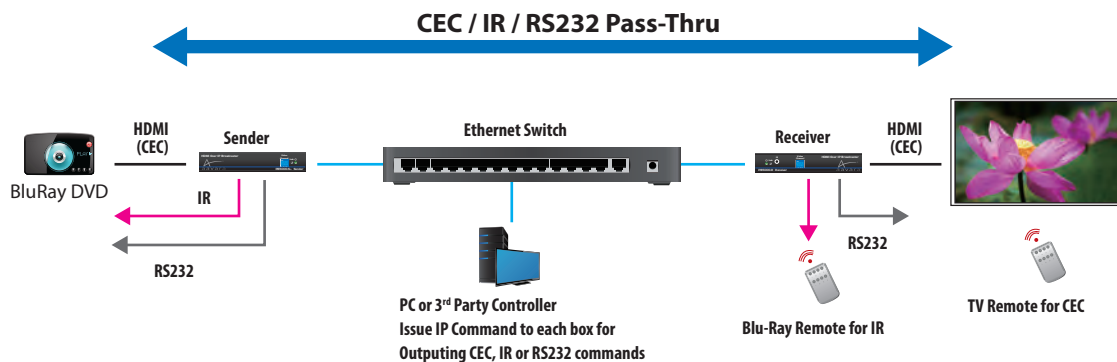 CEC / IR / RS232 Pass-Thru
HDMI
(CEC)
Sender
Ethernet Switch
Receiver
HDMI
(CEC)
PLAY
BluRay DVD
IR
RS232
RS232
PC or 3rd Party Controller
Issue IP Command to each box for
Outputing CEC, IR or RS232 commands
Blu-Ray Remote for IR
TV Remote for CEC